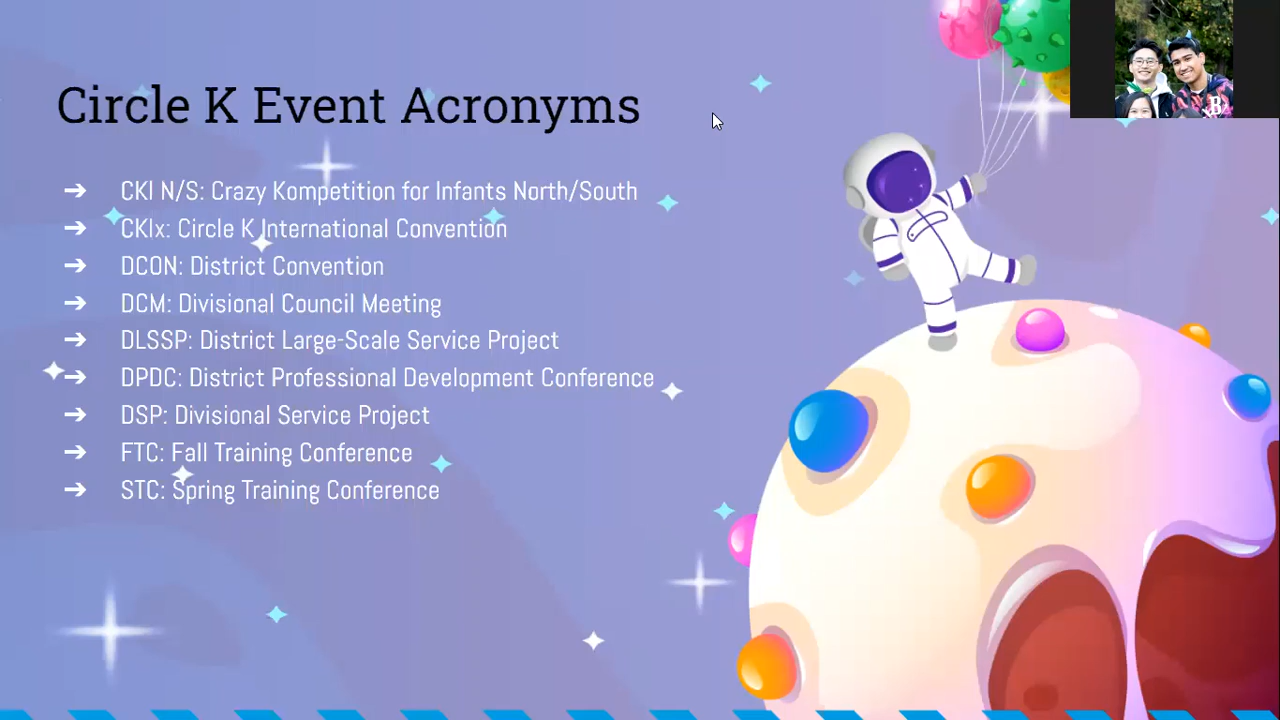 Circle K Event Acronyms
➔ CKI N/S: Crazy Kompetition for Infants North/South
➔ CKIx: Circle K International Convention
➔ DCON: District Convention
➔ DCM: Divisional Council Meeting
➔ DLSSP: District Large-Scale Service Project
➔ DPDC: District Professional Development Conference
➔ DSP: Divisional Service Project
➔ FTC: Fall Training Conference
➔ STC: Spring Training Conference
B